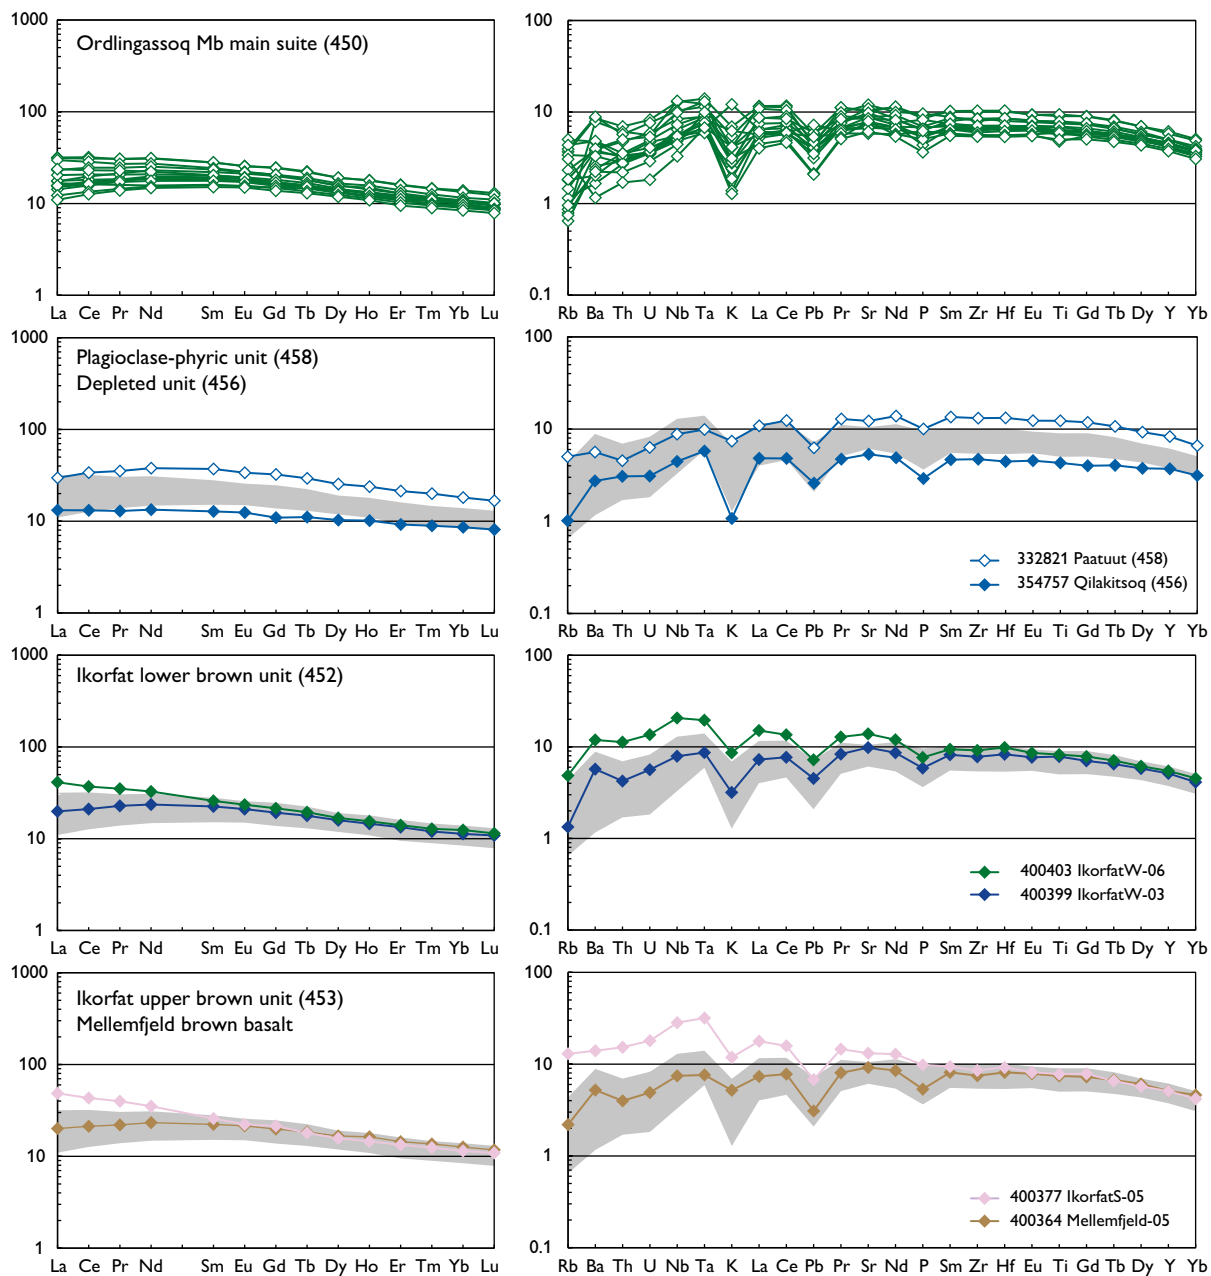 1000
100
10
1
Ordlingassoq Mb main suite (450)
La Ce Pr Nd Sm Eu Gd Tb Dy Ho Er Tm Yb Lu
100
10
1
0.1
Rb Ba Th U Nb Ta K La Ce Pb Pr Sr Nd P Sm Zr Hf Eu Ti Gd Tb Dy Y Yb
1000
100
10
1
Plagioclase-phyric unit (458)
Depleted unit (456)
La Ce Pr Nd Sm Eu Gd Tb Dy Ho Er Tm Yb Lu
100
10
1
0.1
332821 Paatuut (458)
354757 Qilakitsoq (456)
Rb Ba Th U Nb Ta K La Ce Pb Pr Sr Nd P Sm Zr Hf Eu Ti Gd Tb Dy Y Yb
1000
100
10
1
Ikorfat lower brown unit (452)
La Ce Pr Nd Sm Eu Gd Tb Dy Ho Er Tm Yb Lu
100
10
1
0.1
400403 IkorfatW-06
400399 IkorfatW-03
Rb Ba Th U Nb Ta K La Ce Pb Pr Sr Nd P Sm Zr Hf Eu Ti Gd Tb Dy Y Yb
1000
100
10
1
Ikorfat upper brown unit (453)
Mellemfjeld brown basalt
La Ce Pr Nd Sm Eu Gd Tb Dy Ho Er Tm Yb Lu
100
10
1
0.1
400377 IkorfatS-05
400364 Mellemfjeld-05
Rb Ba Th U Nb Ta K La Ce Pb Pr Sr Nd P Sm Zr Hf Eu Ti Gd Tb Dy Y Yb